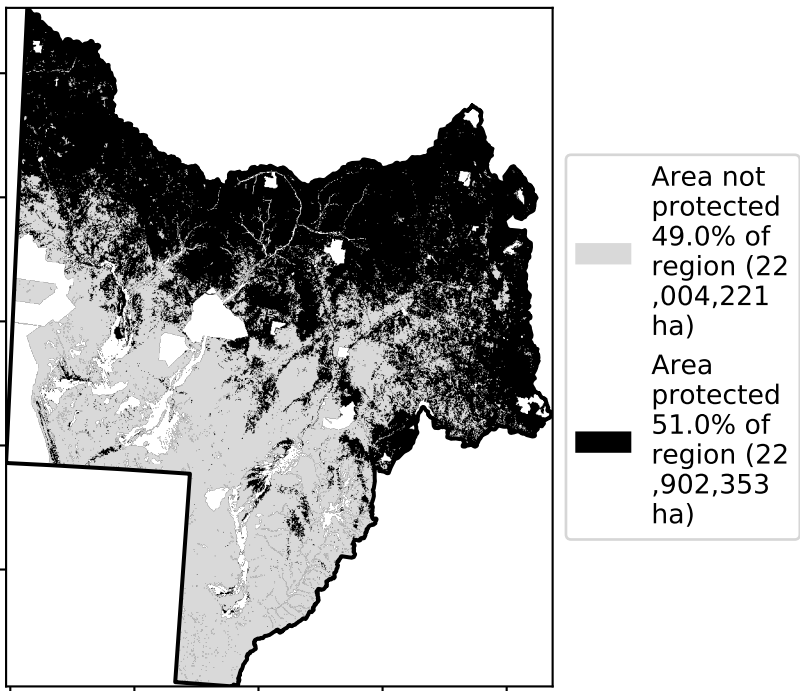 Area not
protected
49.0% of
region (22
,004,221
ha)
Area
protected
51.0% of
region (22
,902,353
ha)